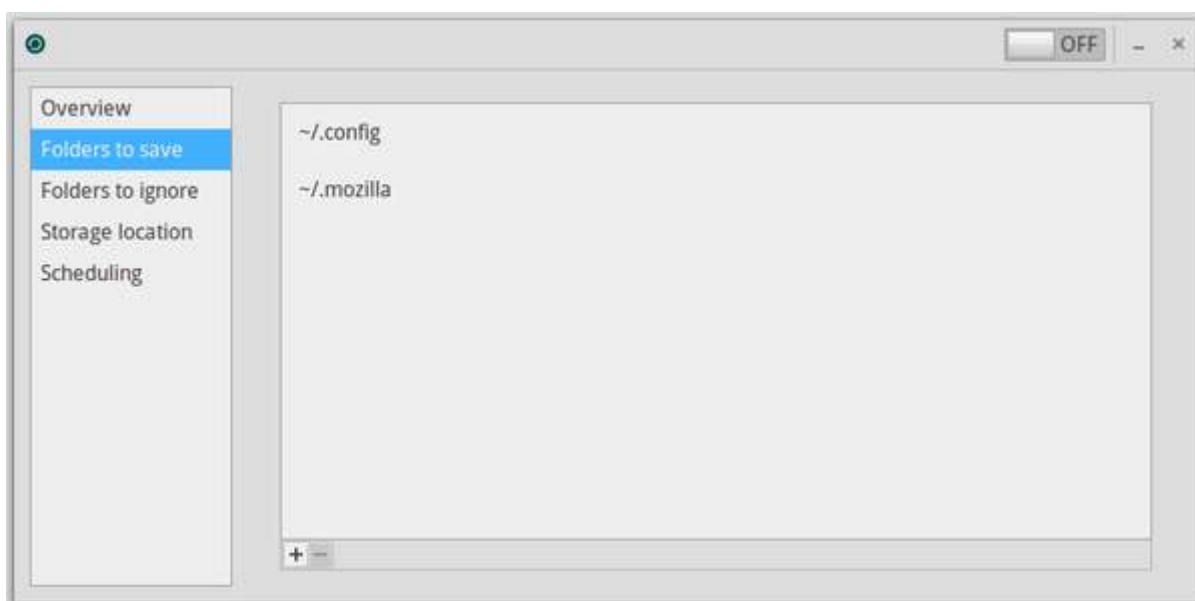 OFF
Overview
Folders to save
Folders to ignore
Storage location
Scheduling
~/.config
~/.mozilla